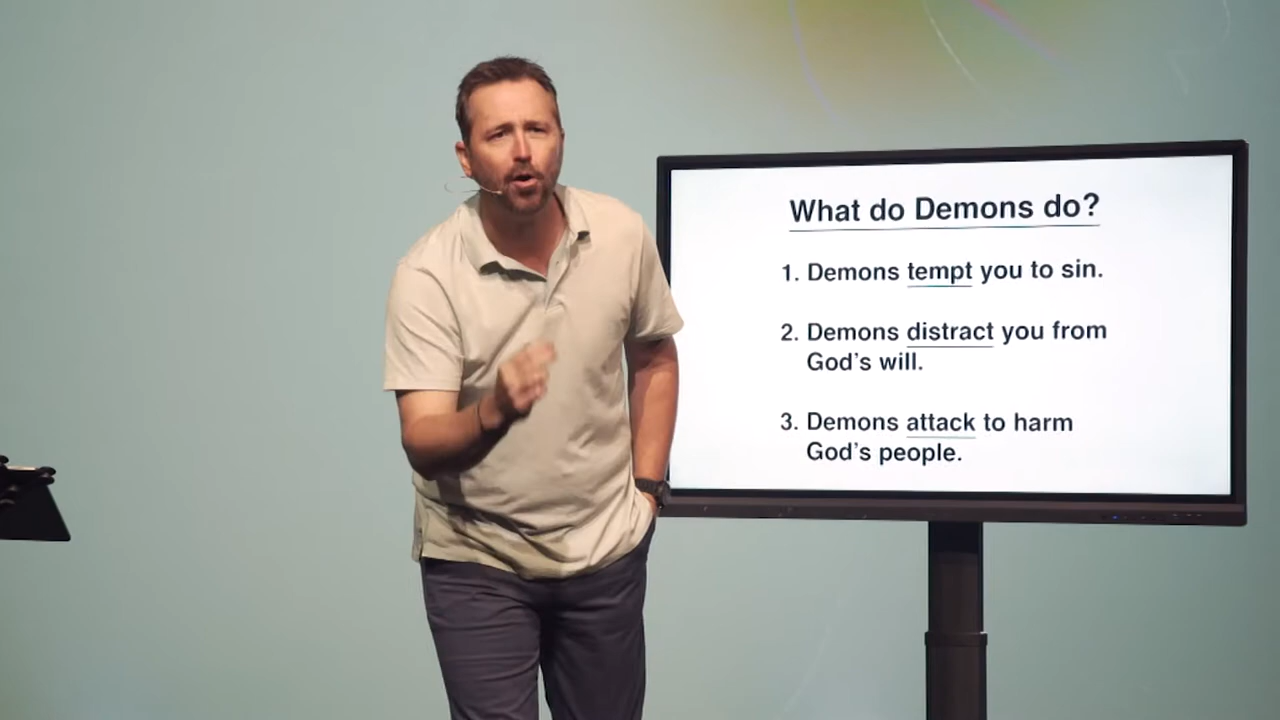 What do Demons do?
1. Demons tempt you to sin.
2. Demons distract you from
God’s will.
3. Demons attack to harm
God’s people.